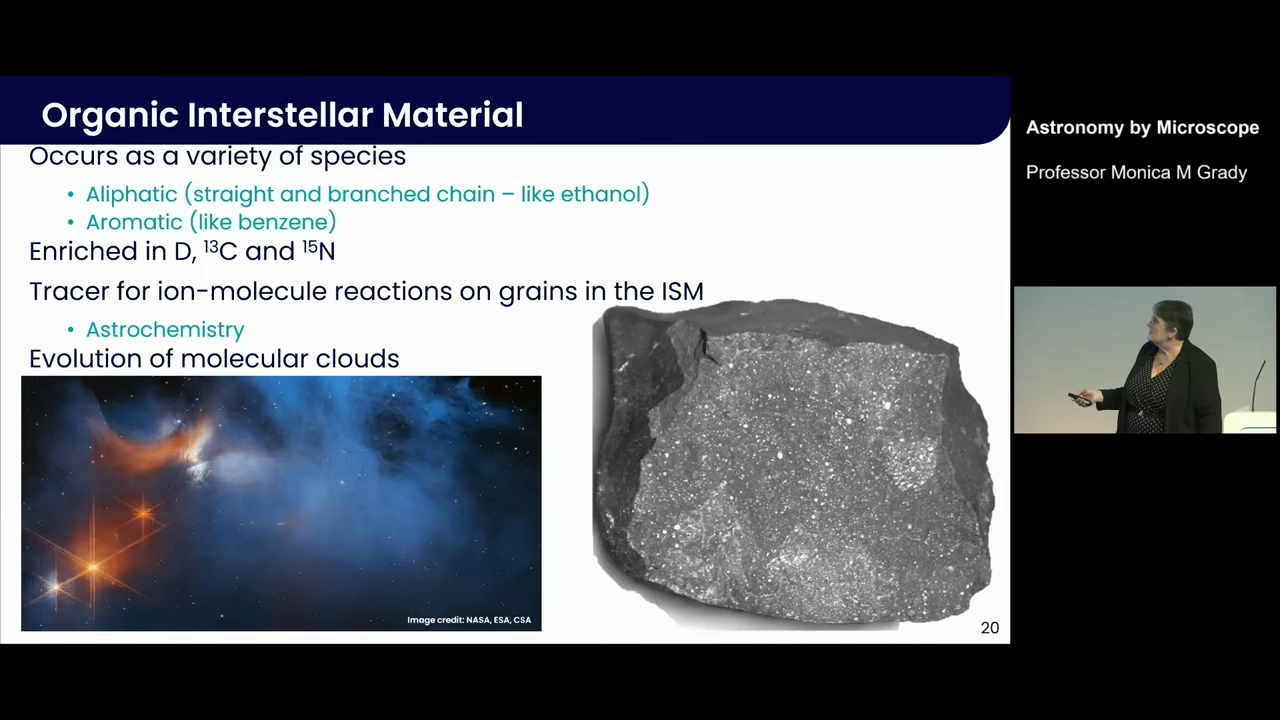 Organic Interstellar Material
Occurs as a variety of species
• Aliphatic (straight and branched chain – like ethanol)
• Aromatic (like benzene)
Enriched in D, ¹³C and ¹⁵N
Tracer for ion-molecule reactions on grains in the ISM
• Astrochemistry
Evolution of molecular clouds
Image credit: NASA, ESA, CSA
20
Astronomy by Microscope
Professor Monica M Grady